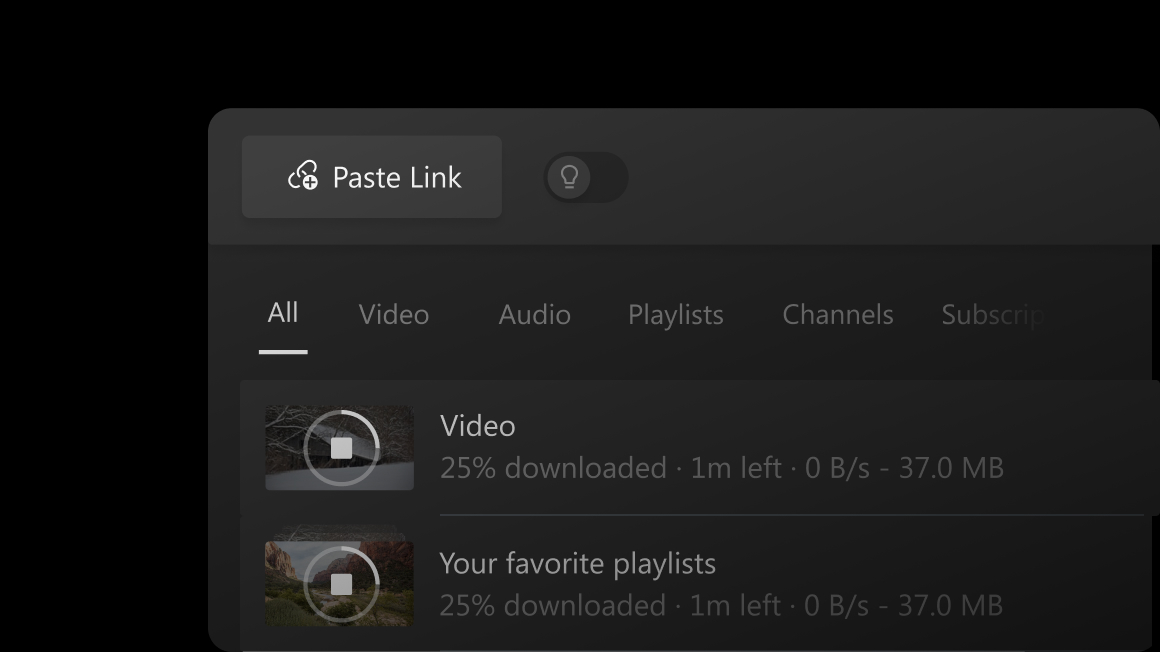 Paste Link
All Video Audio Playlists Channels Subscrip
Video
25% downloaded · 1m left · 0 B/s - 37.0 MB
Your favorite playlists
25% downloaded · 1m left · 0 B/s - 37.0 MB